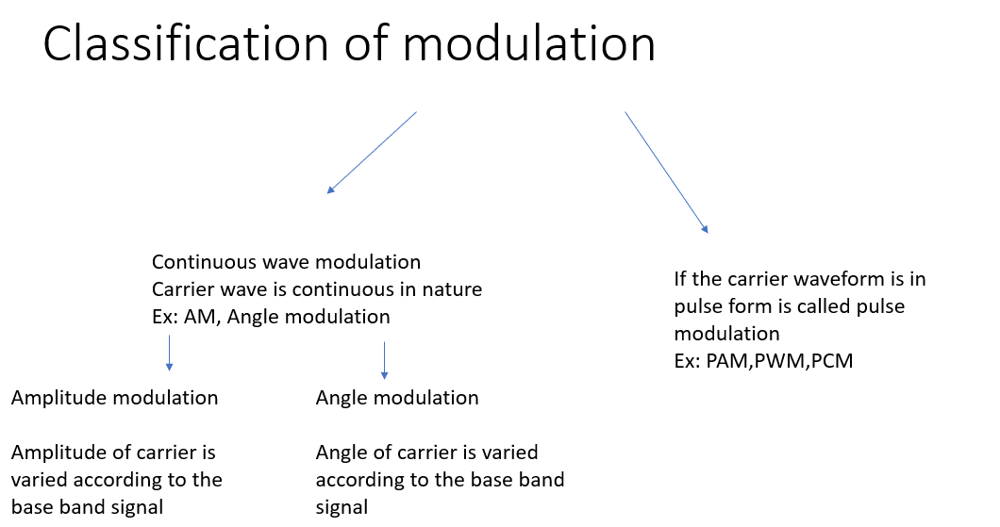 Classification of modulation
Continuous wave modulation
Carrier wave is continuous in nature
Ex: AM, Angle modulation
If the carrier waveform is in
pulse form is called pulse
modulation
Ex: PAM,PWM,PCM
Amplitude modulation
Amplitude of carrier is
varied according to the
base band signal
Angle modulation
Angle of carrier is varied
according to the base band
signal